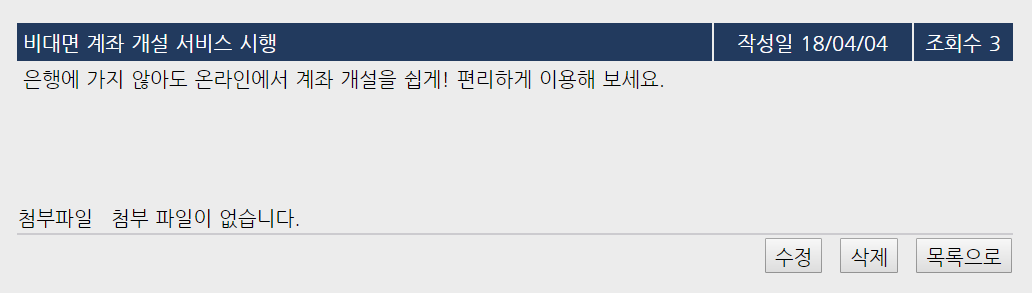 비대면 계좌 개설 서비스 시행 작성일 18/04/04 조회수 3
은행에 가지 않아도 온라인에서 계좌 개설을 쉽게! 편리하게 이용해 보세요.
첨부파일 첨부 파일이 없습니다.
수정 삭제 목록으로